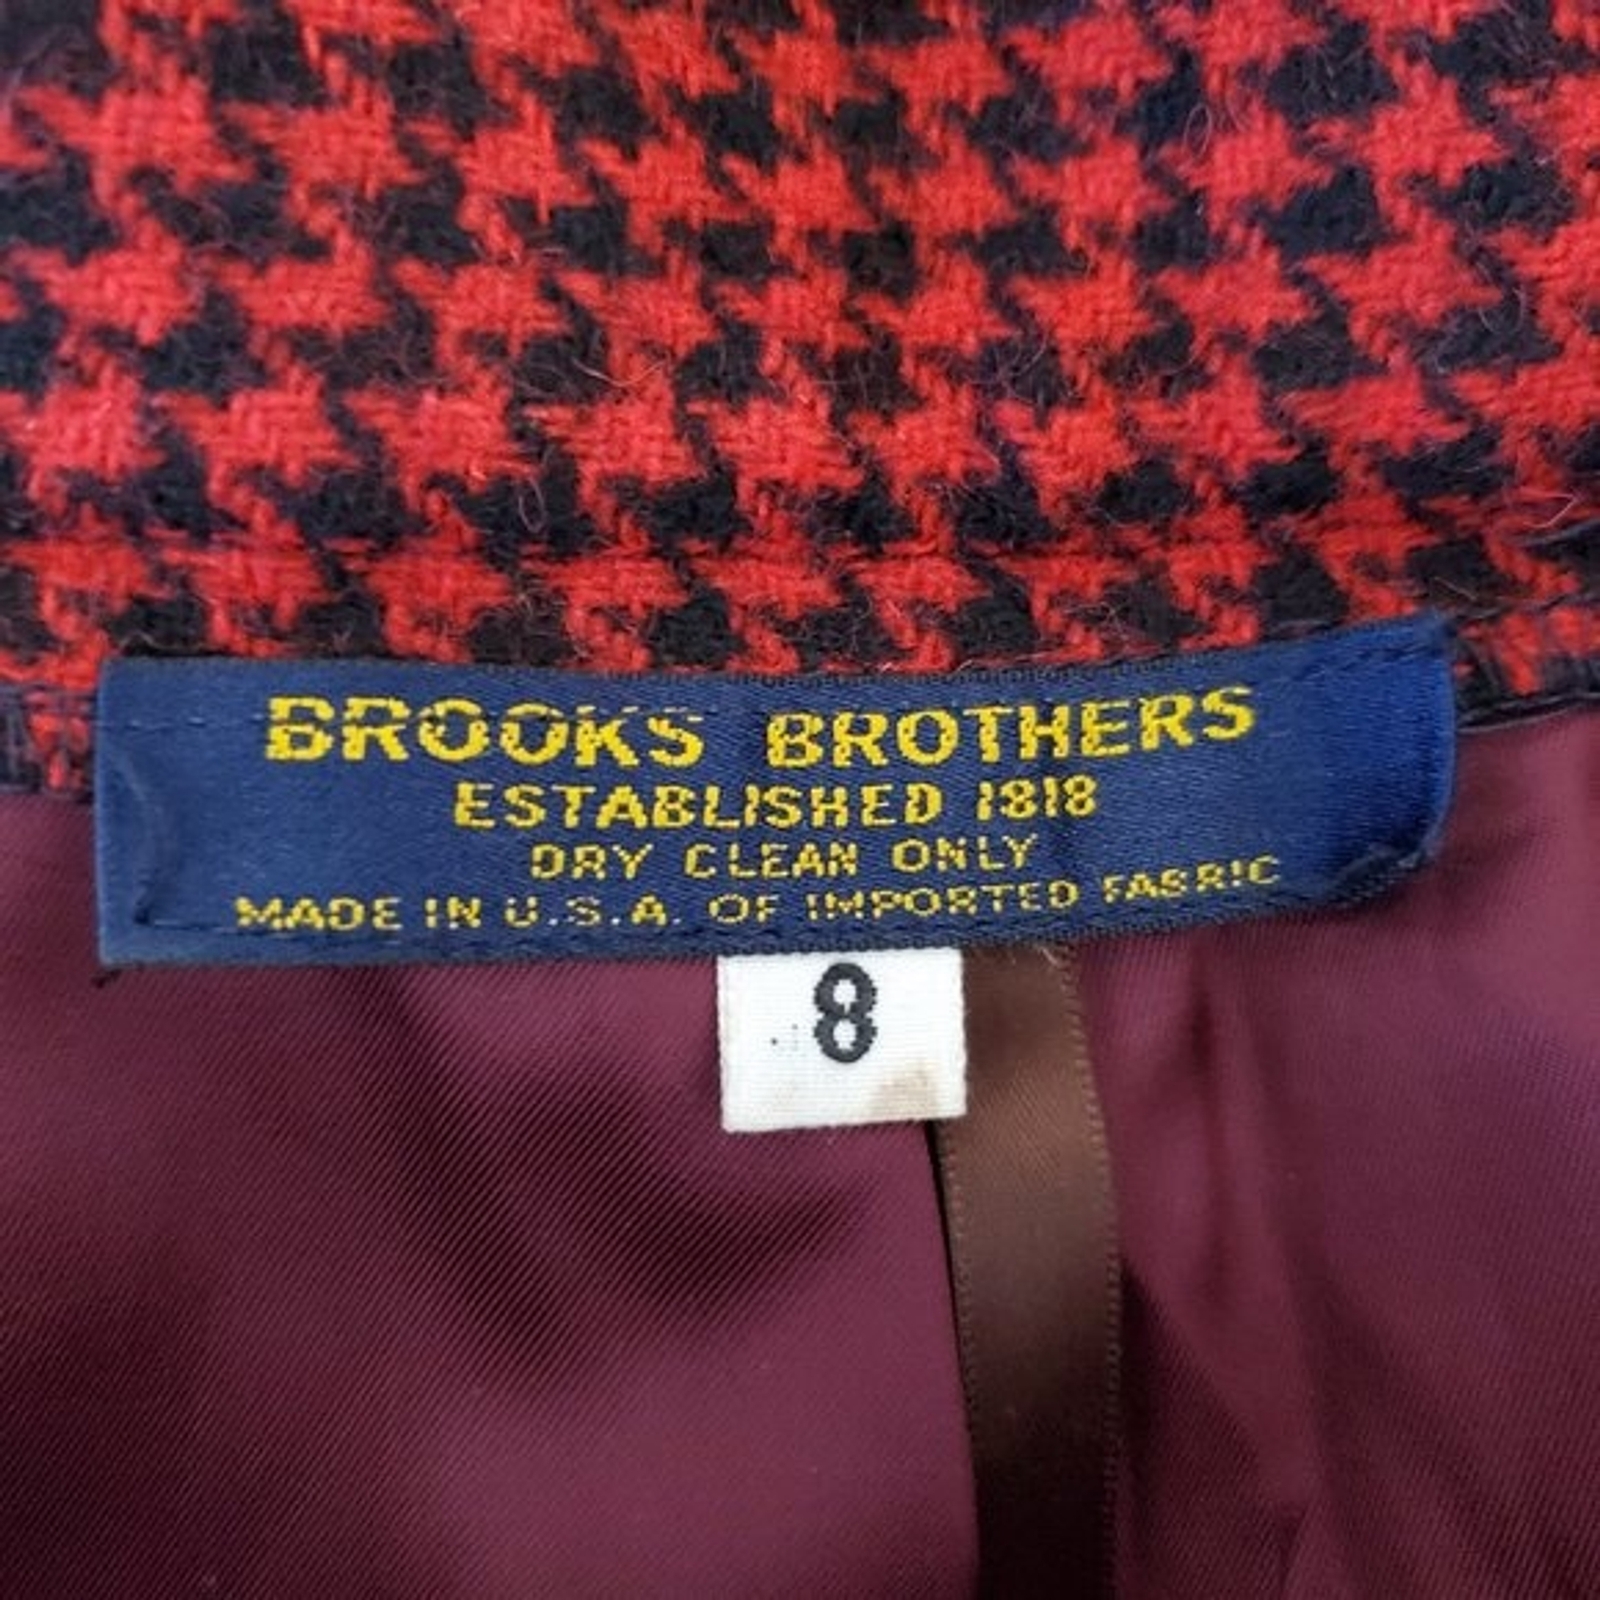 BROOKS BROTHERS
ESTABLISHED 1818
DRY CLEAN ONLY
MADE IN U.S.A. OF IMPORTED FABRIC
8